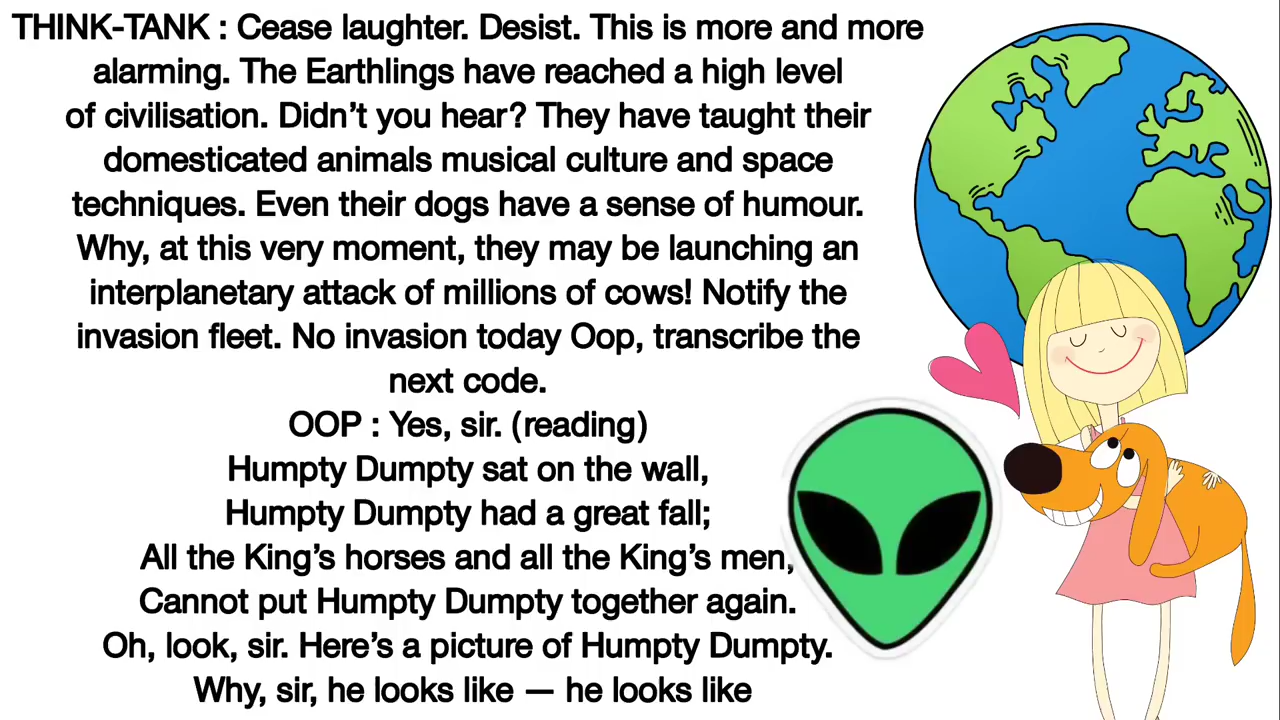 THINK-TANK : Cease laughter. Desist. This is more and more
alarming. The Earthlings have reached a high level
of civilisation. Didn’t you hear? They have taught their
domesticated animals musical culture and space
techniques. Even their dogs have a sense of humour.
Why, at this very moment, they may be launching an
interplanetary attack of millions of cows! Notify the
invasion fleet. No invasion today Oop, transcribe the
next code.
OOP : Yes, sir. (reading)
Humpty Dumpty sat on the wall,
Humpty Dumpty had a great fall;
All the King’s horses and all the King’s men,
Cannot put Humpty Dumpty together again.
Oh, look, sir. Here’s a picture of Humpty Dumpty.
Why, sir, he looks like — he looks like